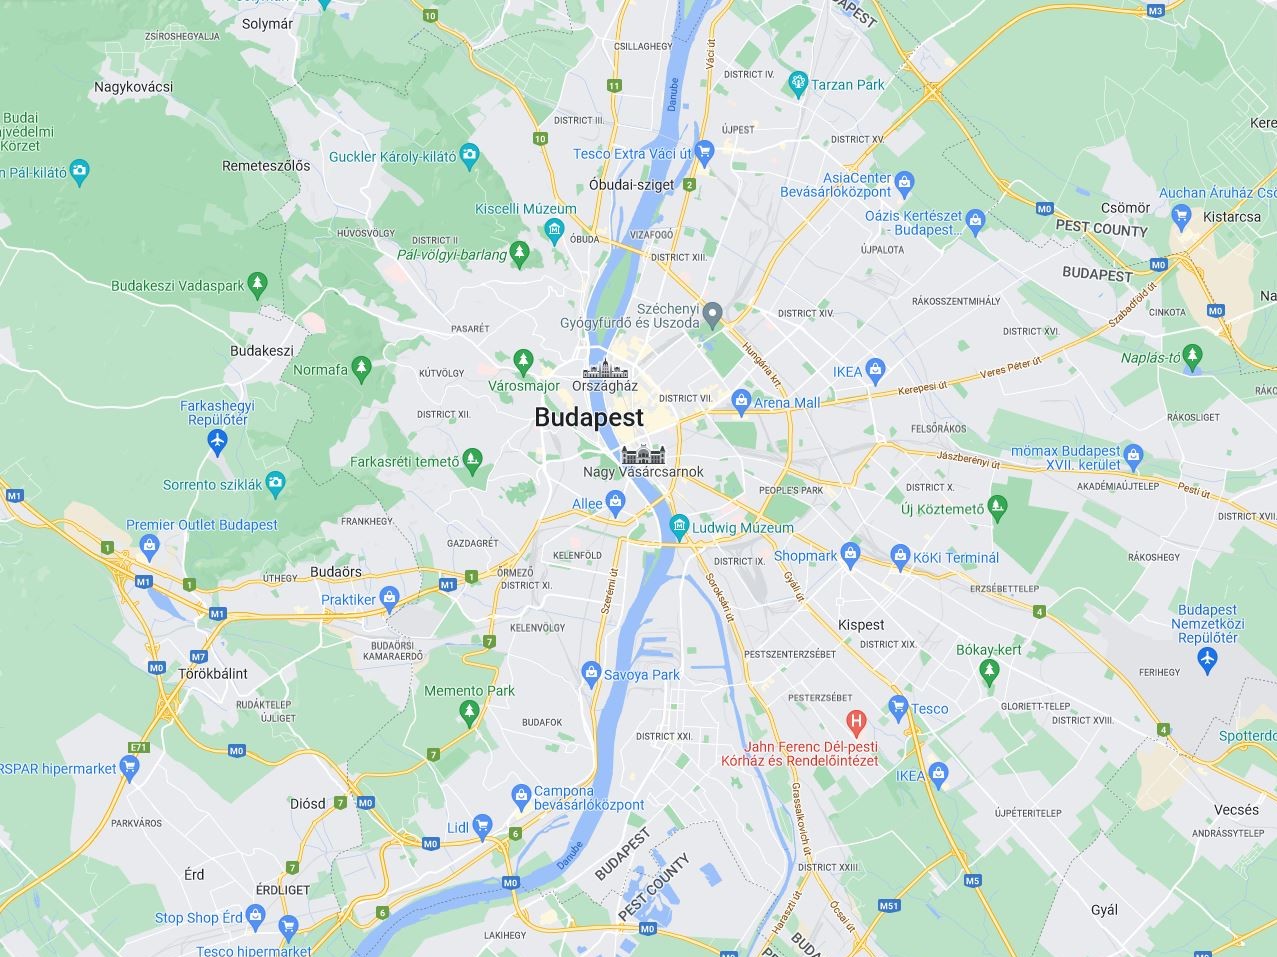 Solymár
10
M3
BUDAPEST
ZSÍROSHEGYALJA
CSILLAGHEGY
Váci út
Nagykovácsi
11
Danube
DISTRICT IV.
Tarzan Park
Budai
Körzet
DISTRICT III.
ÚJPEST
10
DISTRICT XV.
Remeteszőlős
Guckler Károly-kilátó
Tesco Extra Váci út
n Pál-kilátó
Óbudai-sziget
2
AsiaCenter
Bevásárlóközpont
Auchan Áruház Csö
Kistarcsa
Csömör
M0
Kiscelli Múzeum
Oázis Kertészet
- Budapest...
PEST COUNTY
HŰVÖSVÖLGY
DISTRICT II
ÓBUDA
VIZAFOGÓ
Pál-völgyi-barlang
DISTRICT XIII.
ÚJPALOTA
M0
BUDAPEST
Budakeszi Vadaspark
Széchenyi
Gyógyfürdő és Uszoda
DISTRICT XIV.
RÁKOSSZENTMIHÁLY
Szabadföld út
CINKOTA
M0
PASARÉT
DISTRICT XVI.
Budakeszi
Hungária krt.
Normafa
KÚTVÖLGY
Városmajor
Országház
IKEA
Veres Péter út
Naplás-tó
Kerepesi út
DISTRICT VII.
Arena Mall
Farkashegyi
Repülőtér
DISTRICT XII.
Budapest
RÁKOSLIGET
FELSŐRÁKOS
Farkasréti temető
Nagy Vásárcsarnok
Jászberényi út
mömax Budapest
XVII. kerület
Sorrento sziklák
PEOPLE'S PARK
DISTRICT X.
AKADÉMIAÚJTELEP
Pesti út
M1
Allee
Új Köztemető
DISTRICT XVII.
Premier Outlet Budapest
FRANKHEGY
Ludwig Múzeum
1
GAZDAGRÉT
KELENFÖLD
Shopmark
KöKi Terminál
RÁKOSHEGY
DISTRICT IX.
Budaörs
ÚTHEGY
ŐRMEZŐ
DISTRICT XI.
1
M1
1
M1
Szerémi út
Soroksári út
Gyáli út
ERZSÉBETTELEP
Praktiker
M1
4
Budapest
Nemzetközi
Repülőtér
KELENVÖLGY
Kispest
7
BUDAÖRSI
KAMARAERDŐ
DISTRICT XIX.
M7
M0
PESTSZENTERZSÉBET
Bókay-kert
Törökbálint
Savoya Park
FERIHEGY
Memento Park
PESTERZSÉBET
RUDÁKTELEP
ÚJLIGET
GLORIETT-TELEP
DISTRICT XVIII.
Tesco
BUDAFOK
DISTRICT XXI.
4
E71
M0
7
Jahn Ferenc Dél-pesti
Kórház és Rendelőintézet
Spotterdo
RSPAR hipermarket
IKEA
Campona
bevásárlóközpont
Grassalkovich út
Diósd
7
M0
ÚJPÉTERITELEP
Vecsés
PARKVÁROS
Lidl
6
ANDRÁSSYTELEP
M0
Danube
BUDAPEST
7
Érd
DISTRICT XXIII.
ÉRDLIGET
M0
PEST COUNTY
M5
6
Haraszti út
Ócsai út
M51
Gyál
Stop Shop Érd
LAKIHEGY
M0
Tesco hipermarket
M0